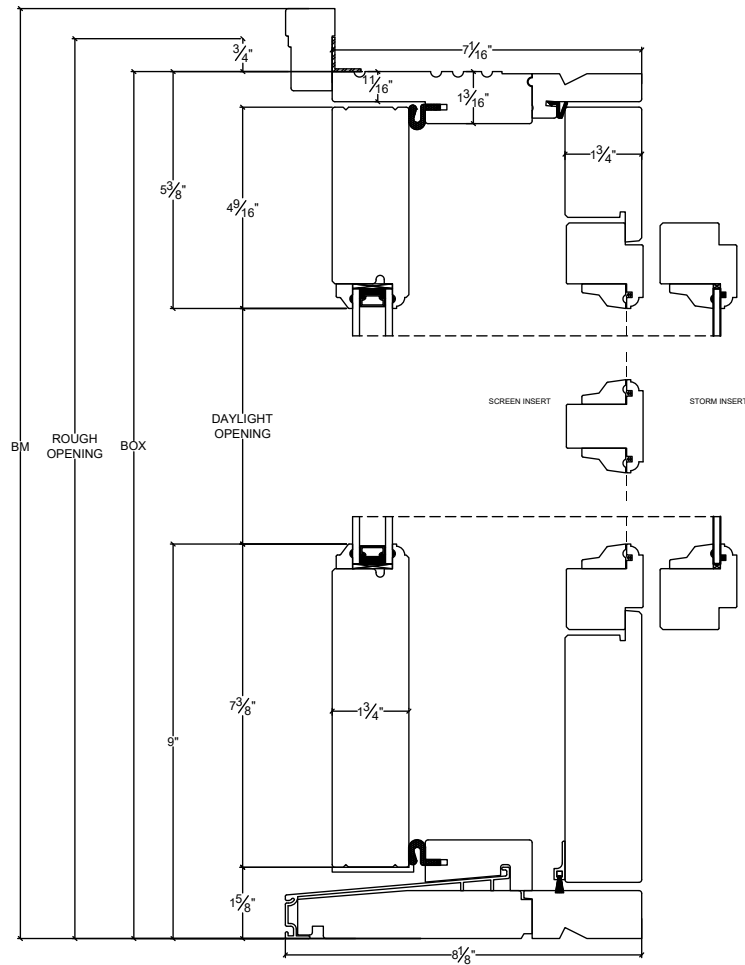 3/4"
7 1/16"
11/16"
1 3/16"
1 3/4"
5 3/8"
4 9/16"
SCREEN INSERT
STORM INSERT
DAYLIGHT
OPENING
BM
ROUGH
OPENING
BOX
7 3/8"
1 3/4"
9"
1 5/8"
8 1/8"